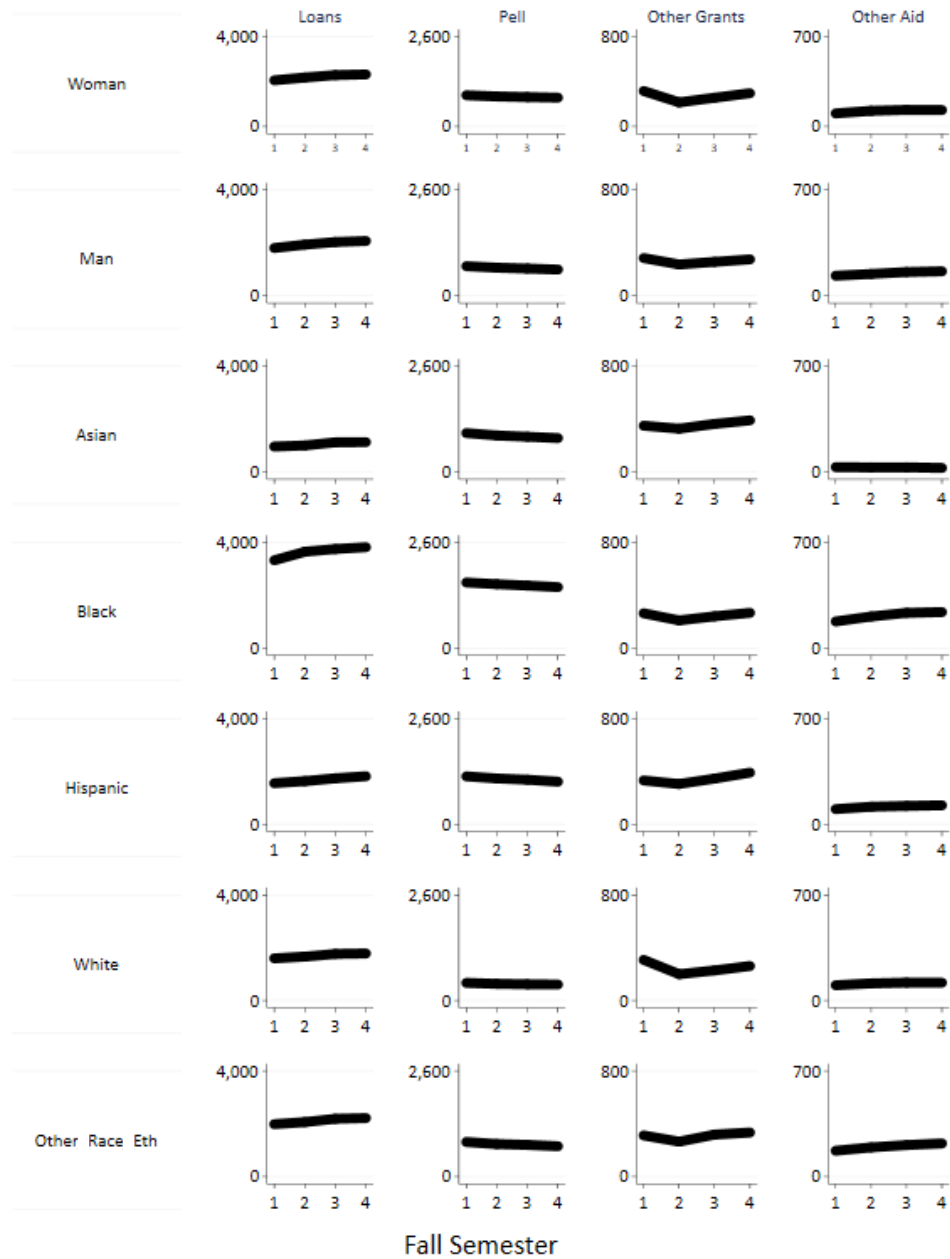 Loans Pell Other Grants Other Aid
4,000 2,600 800 700
Woman
0 0 0 0
1 2 3 4 1 2 3 4 1 2 3 4 1 2 3 4
4,000 2,600 800 700
Man
0 0 0 0
1 2 3 4 1 2 3 4 1 2 3 4 1 2 3 4
4,000 2,600 800 700
Asian
0 0 0 0
1 2 3 4 1 2 3 4 1 2 3 4 1 2 3 4
4,000 2,600 800 700
Black
0 0 0 0
1 2 3 4 1 2 3 4 1 2 3 4 1 2 3 4
4,000 2,600 800 700
Hispanic
0 0 0 0
1 2 3 4 1 2 3 4 1 2 3 4 1 2 3 4
4,000 2,600 800 700
White
0 0 0 0
1 2 3 4 1 2 3 4 1 2 3 4 1 2 3 4
4,000 2,600 800 700
Other Race Eth
0 0 0 0
1 2 3 4 1 2 3 4 1 2 3 4 1 2 3 4
Fall Semester